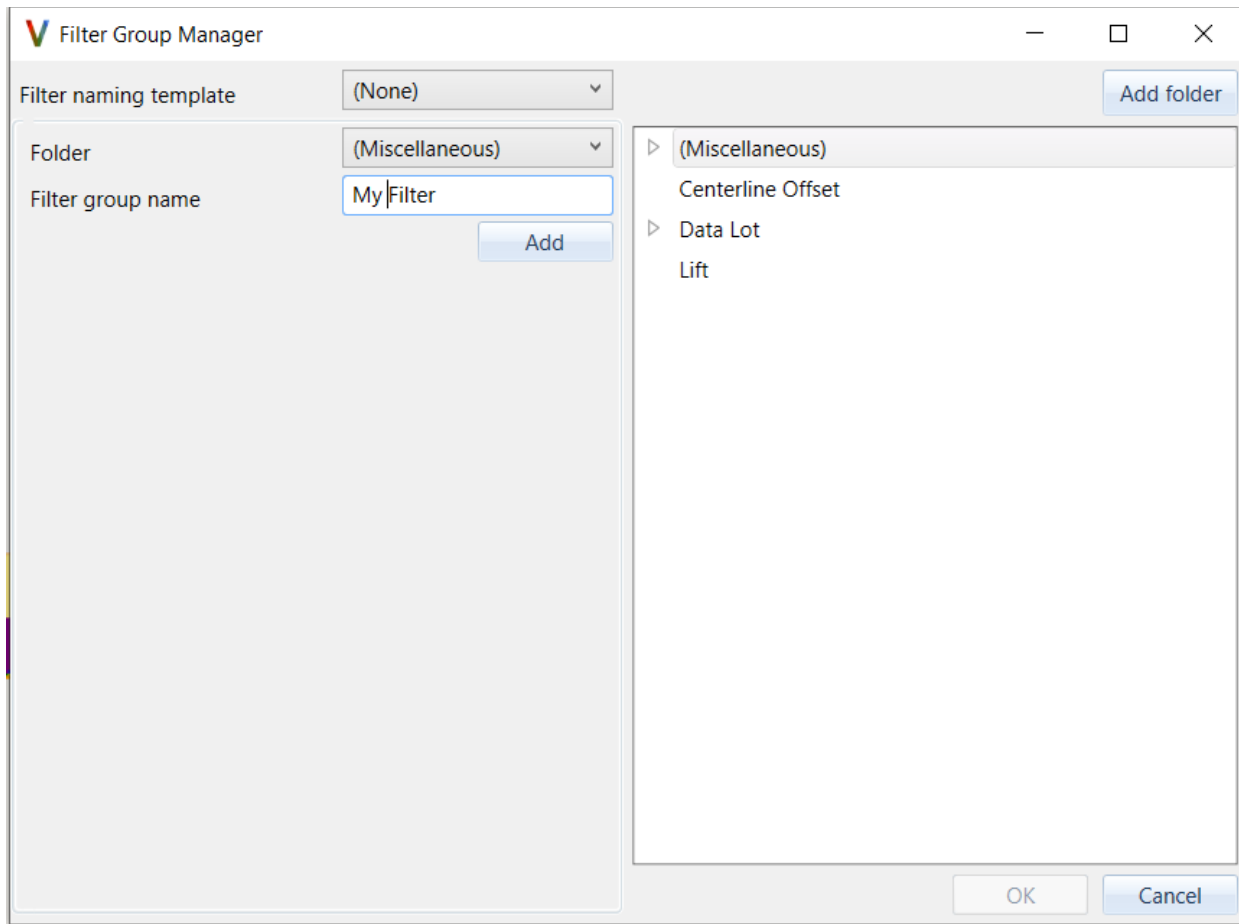 Filter Group Manager
Filter naming template
(None)
Add folder
Folder
(Miscellaneous)
Filter group name
My Filter
Add
(Miscellaneous)
Centerline Offset
Data Lot
Lift
OK
Cancel